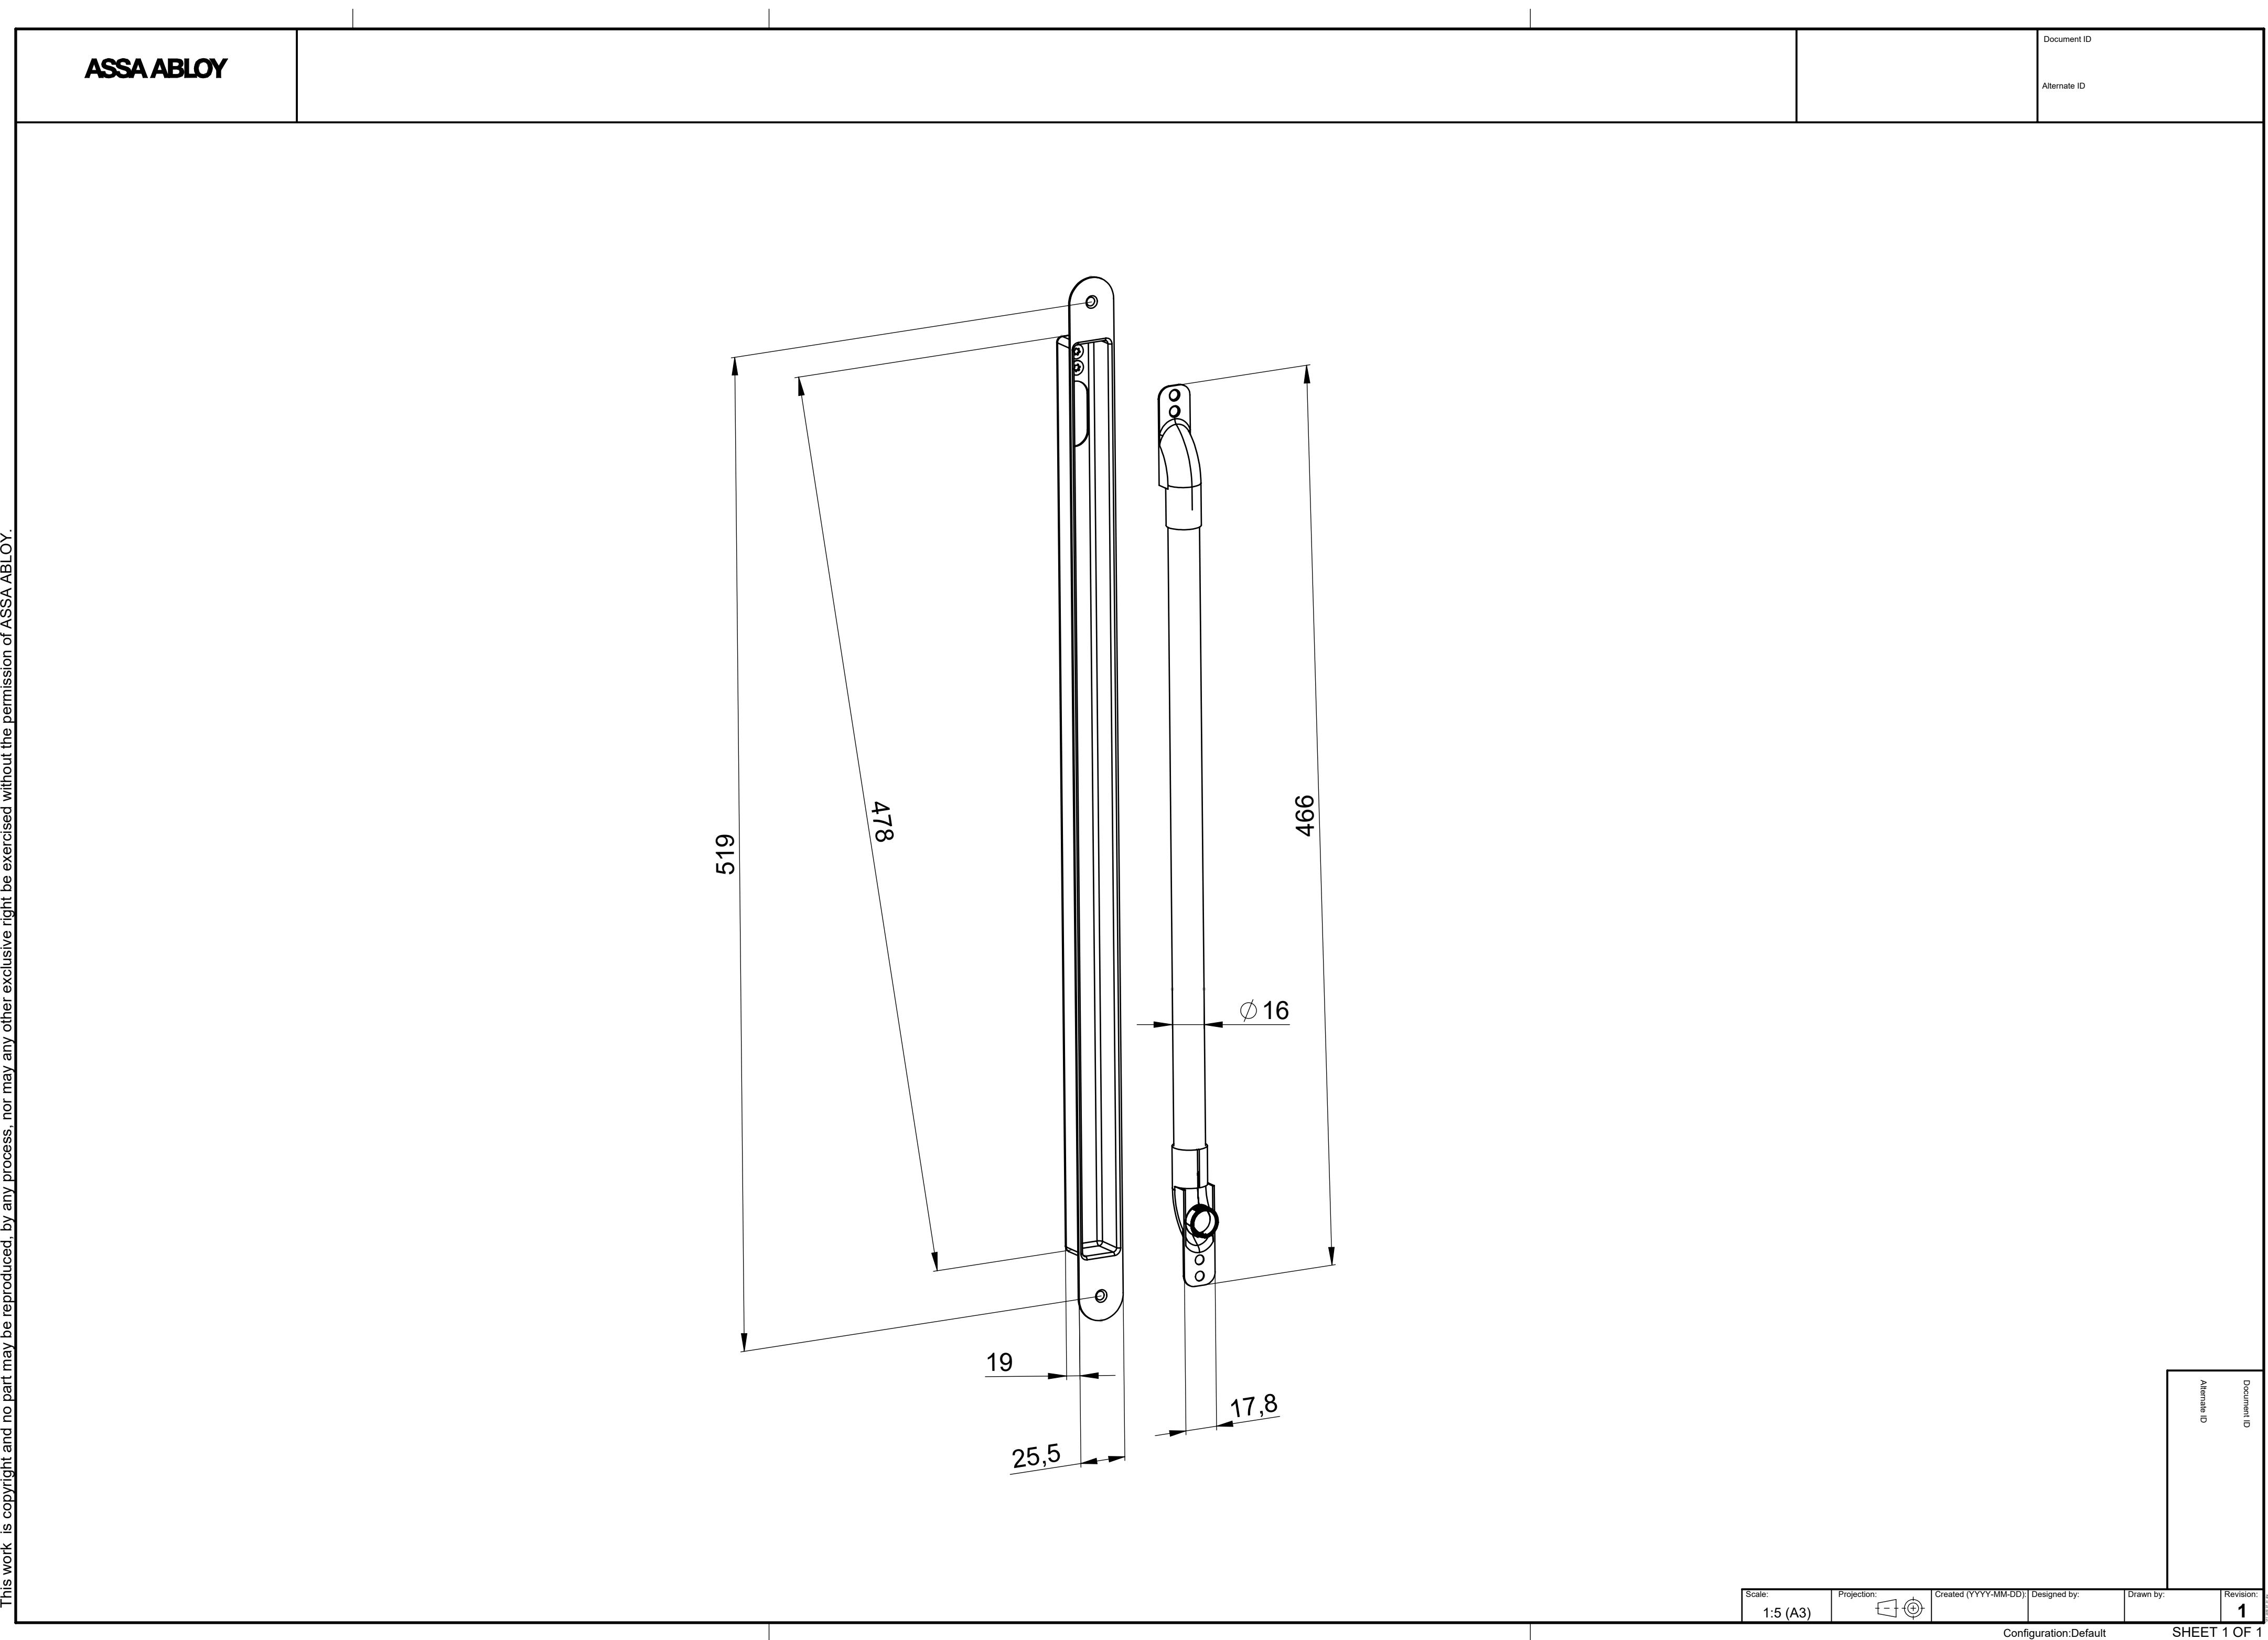 ASSA ABLOY
Document ID
Alternate ID
This work is copyright and no part may be reproduced, by any process, nor may any other exclusive right be exercised without the permission of ASSA ABLOY.
519
478
466
⌀ 16
19
17,8
25,5
Document ID
Alternate ID
Scale:
1:5 (A3)
Projection:
Created (YYYY-MM-DD):
Designed by:
Drawn by:
Revision:
1
Configuration:Default
SHEET 1 OF 1